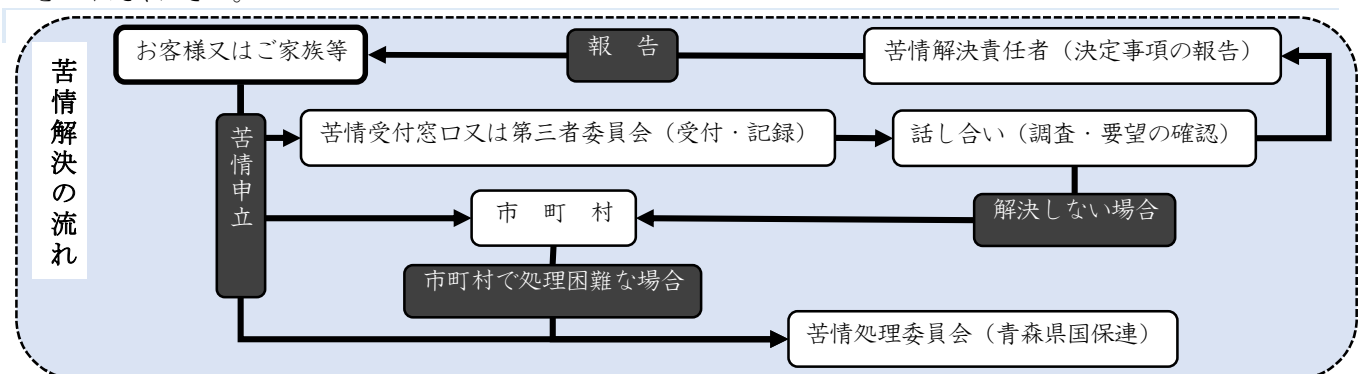 苦情解決の流れ
お客様又はご家族等
報　告
苦情解決責任者（決定事項の報告）
苦情申立
苦情受付窓口又は第三者委員会（受付・記録）
話し合い（調査・要望の確認）
市　町　村
解決しない場合
市町村で処理困難な場合
苦情処理委員会（青森県国保連）